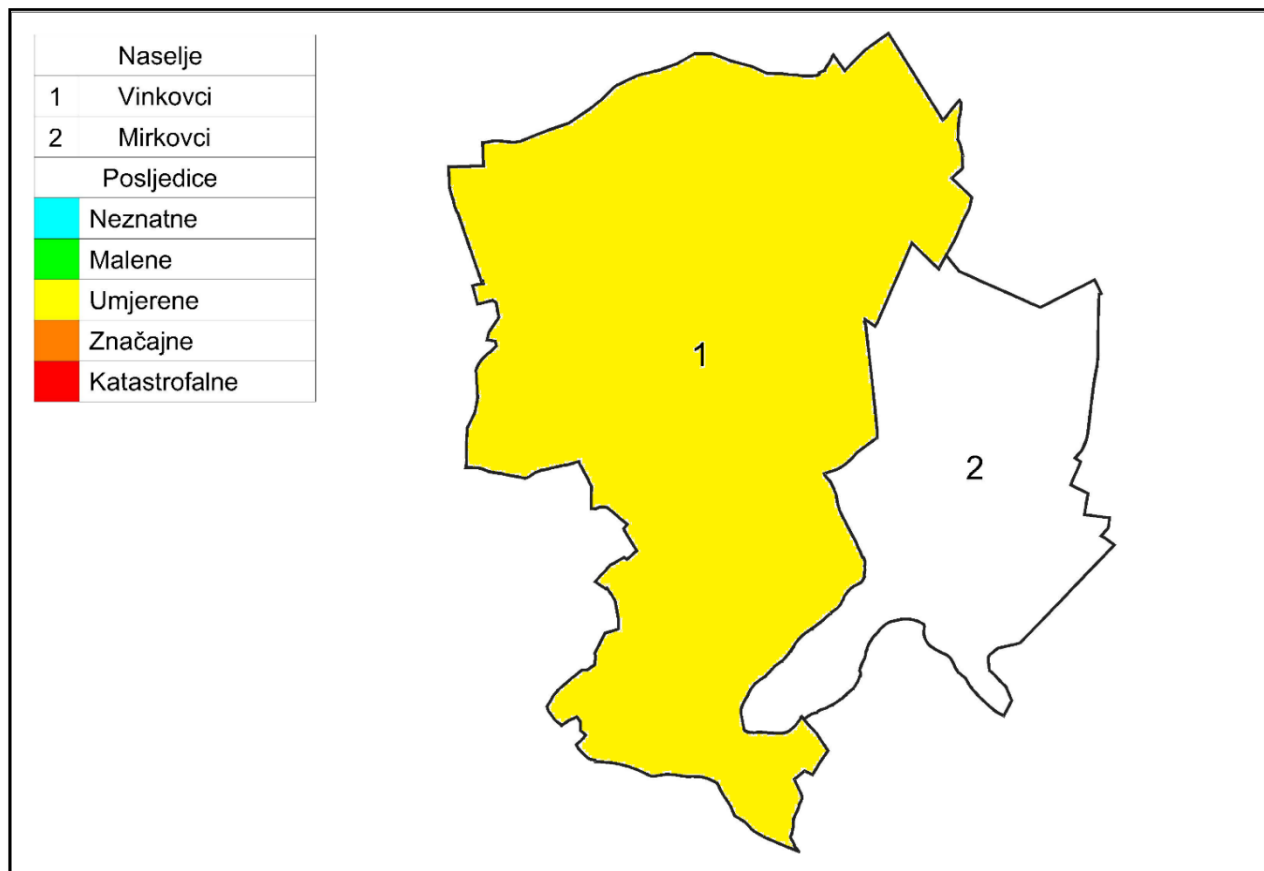 Naselje
1 Vinkovci
2 Mirkovci
Posljedice
Neznatne
Malene
Umjerene
Značajne
Katastrofalne
1
2